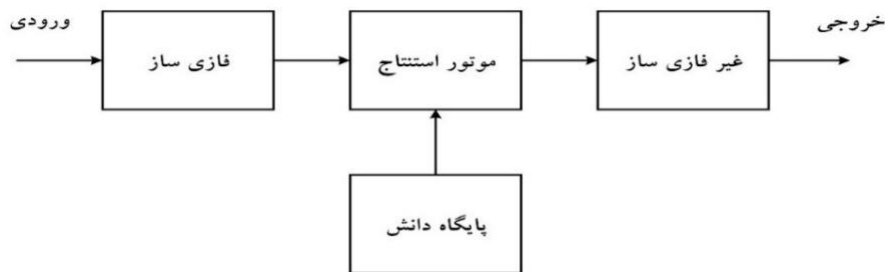 ورودی
خروجی
فازی ساز
موتور استنتاج
غیر فازی ساز
پایگاه دانش